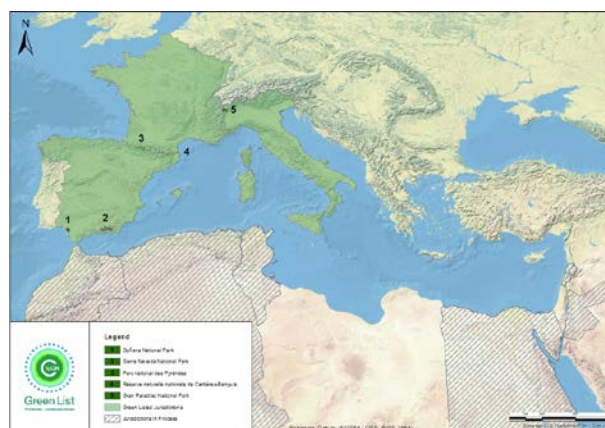 N
3
5
4
1
2
Legend
Doñana National Park
Sierra Nevada National Park
Parc national des Pyrénées
Réserve naturelle nationale de Cerbère-Banyuls
Gran Paradiso National Park
Green Listed Jurisdictions
Jurisdictions in Process
IUCN
Green List